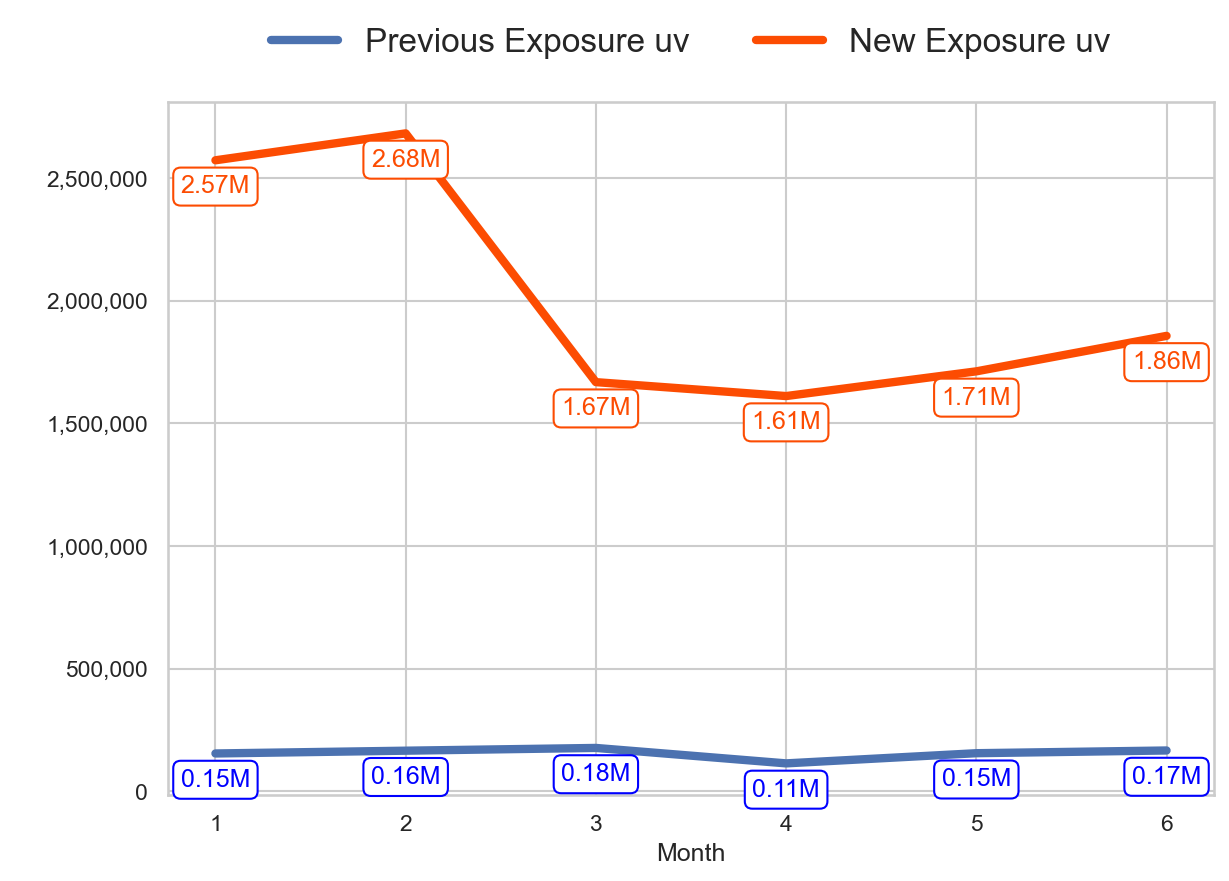 Previous Exposure uv New Exposure uv
2.57M
2.68M
1.67M
1.61M
1.71M
1.86M
0.15M
0.16M
0.18M
0.11M
0.15M
0.17M
2,500,000
2,000,000
1,500,000
1,000,000
500,000
0
1 2 3 4 5 6
Month